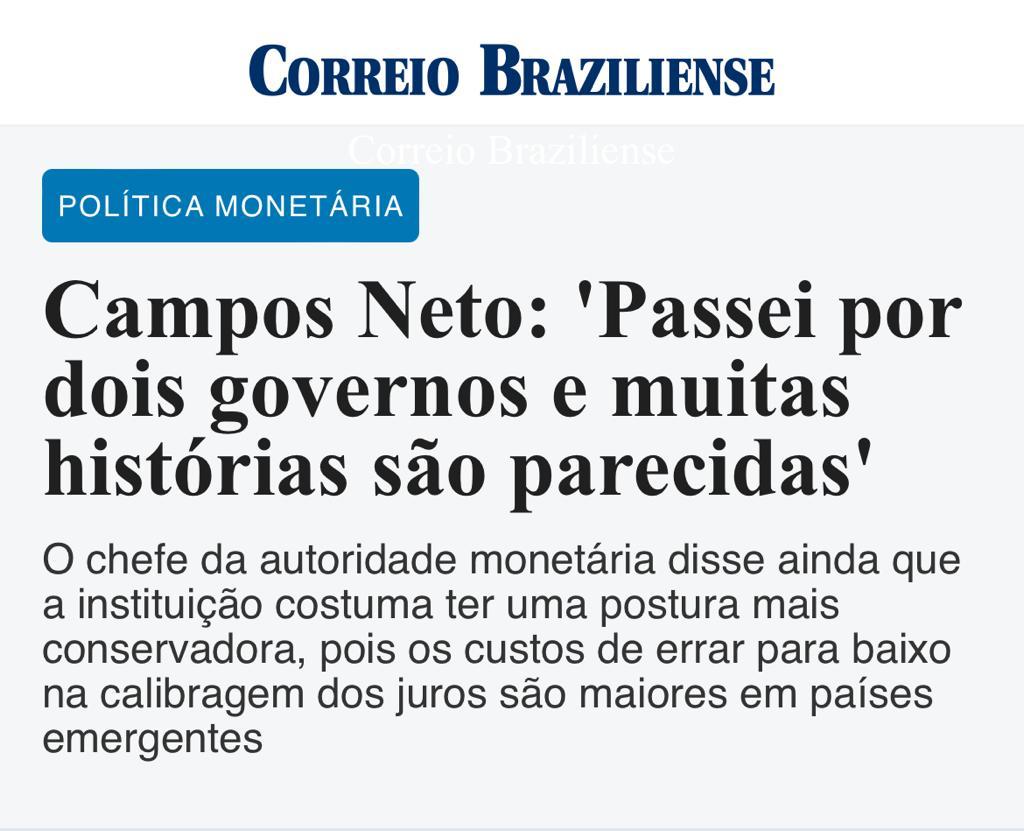 CORREIO BRAZILIENSE
Correio Braziliense
POLÍTICA MONETÁRIA
Campos Neto: 'Passei por
dois governos e muitas
histórias são parecidas'
O chefe da autoridade monetária disse ainda que
a instituição costuma ter uma postura mais
conservadora, pois os custos de errar para baixo
na calibragem dos juros são maiores em países
emergentes